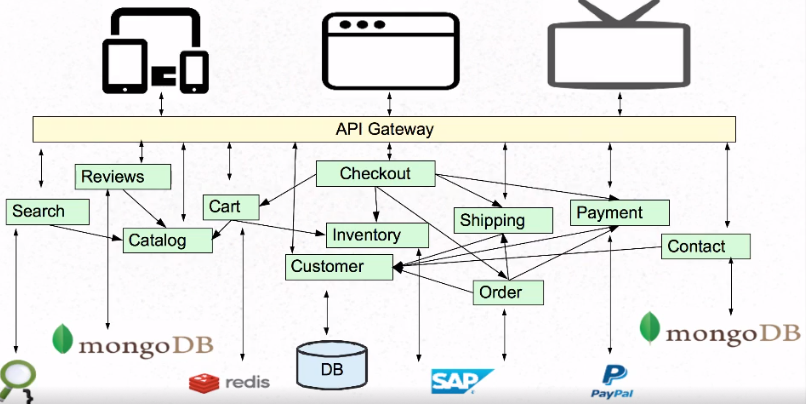 API Gateway
Reviews
Checkout
Search
Cart
Shipping
Payment
Catalog
Inventory
Contact
Customer
Order
mongoDB
mongoDB
DB
redis
SAP
PayPal
}